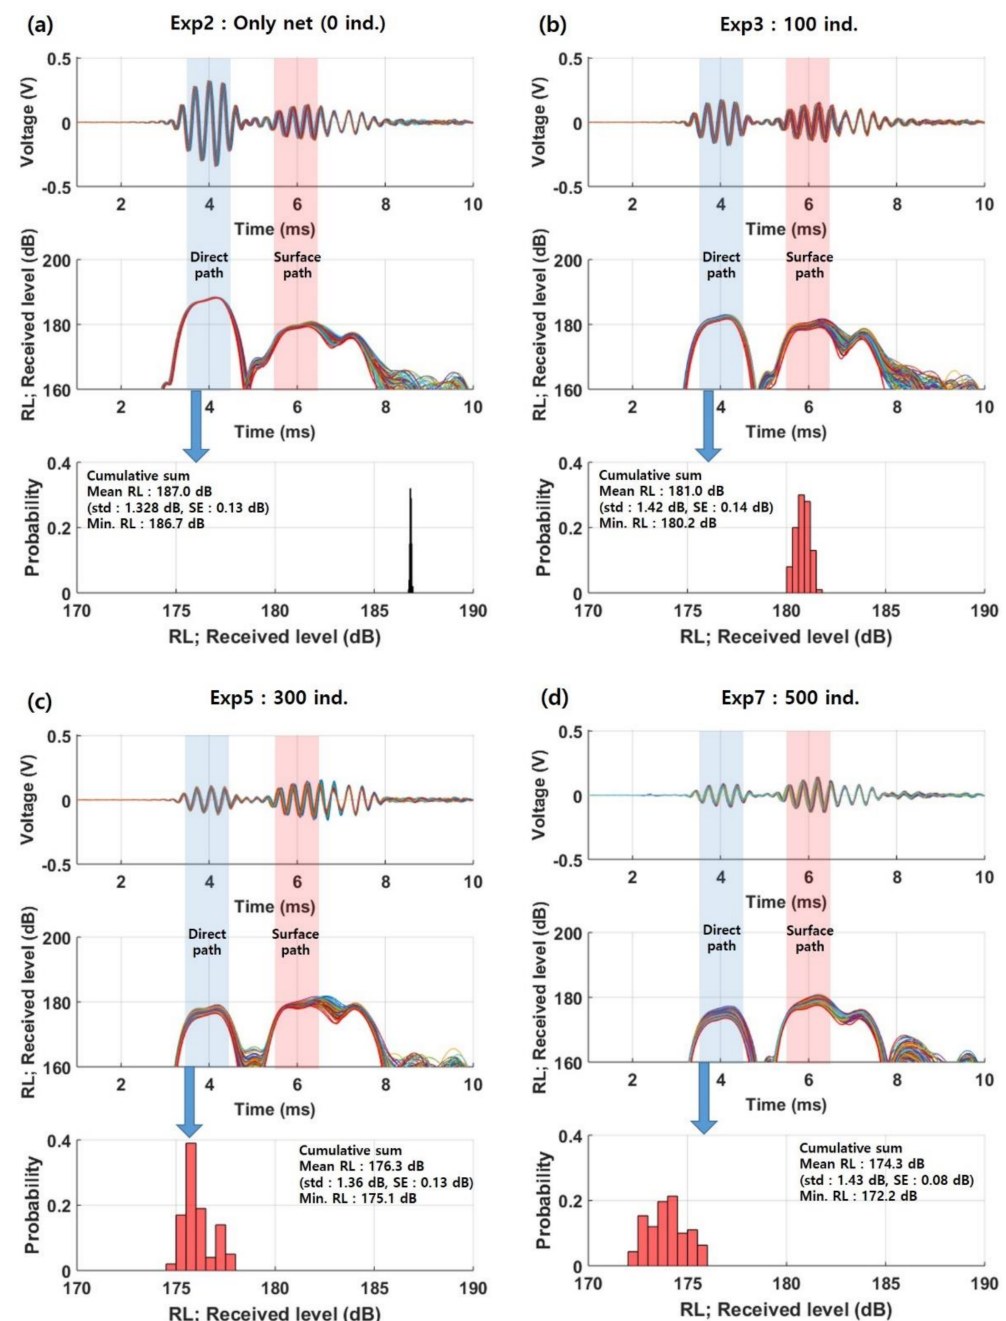 (a)
Exp2 : Only net (0 ind.)
0.5
0
-0.5
Voltage (V)
2 4 6 8 10
Time (ms)
200
180
160
RL; Received level (dB)
Direct
path
Surface
path
2 4 6 8 10
Time (ms)
0.4
0.2
0
Probability
Cumulative sum
Mean RL : 187.0 dB
(std : 1.328 dB, SE : 0.13 dB)
Min. RL : 186.7 dB
170 175 180 185 190
RL; Received level (dB)
(b)
Exp3 : 100 ind.
0.5
0
-0.5
Voltage (V)
2 4 6 8 10
Time (ms)
200
180
160
RL; Received level (dB)
Direct
path
Surface
path
2 4 6 8 10
Time (ms)
0.4
0.2
0
Probability
Cumulative sum
Mean RL : 181.0 dB
(std : 1.42 dB, SE : 0.14 dB)
Min. RL : 180.2 dB
170 175 180 185 190
RL; Received level (dB)
(c)
Exp5 : 300 ind.
0.5
0
-0.5
Voltage (V)
2 4 6 8 10
Time (ms)
200
180
160
RL; Received level (dB)
Direct
path
Surface
path
2 4 6 8 10
Time (ms)
0.4
0.2
0
Probability
Cumulative sum
Mean RL : 176.3 dB
(std : 1.36 dB, SE : 0.13 dB)
Min. RL : 175.1 dB
170 175 180 185 190
RL; Received level (dB)
(d)
Exp7 : 500 ind.
0.5
0
-0.5
Voltage (V)
2 4 6 8 10
Time (ms)
200
180
160
RL; Received level (dB)
Direct
path
Surface
path
2 4 6 8 10
Time (ms)
0.4
0.2
0
Probability
Cumulative sum
Mean RL : 174.3 dB
(std : 1.43 dB, SE : 0.08 dB)
Min. RL : 172.2 dB
170 175 180 185 190
RL; Received level (dB)